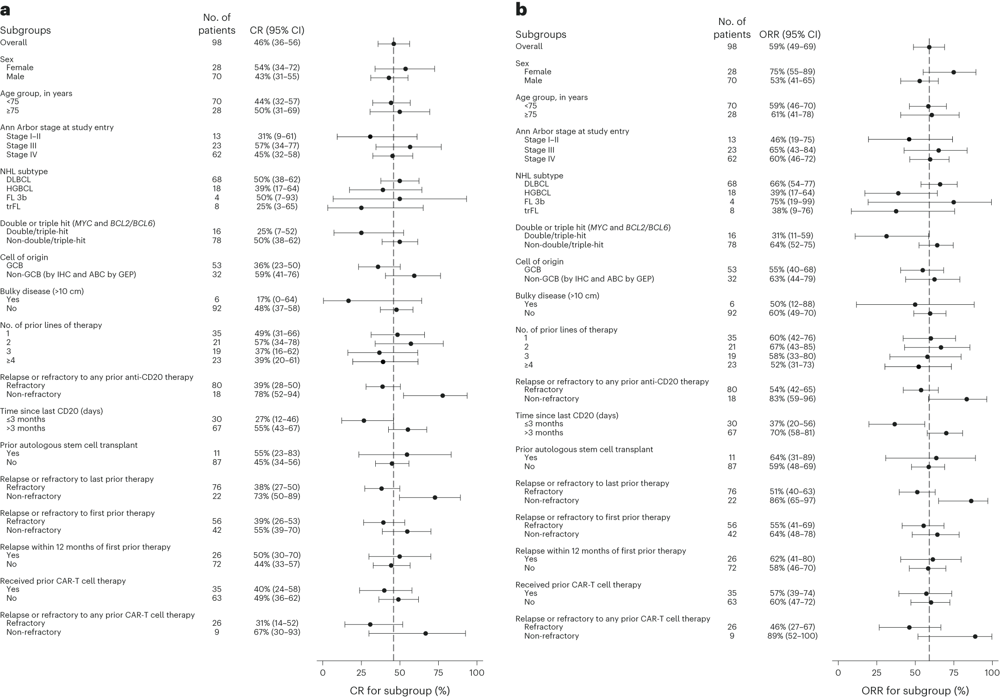 a
Subgroups No. of patients CR (95% CI)
Overall 98 46% (36–56)
Sex
Female 28 54% (34–72)
Male 70 43% (31–55)
Age group, in years
<75 70 44% (32–57)
≥75 28 50% (31–69)
Ann Arbor stage at study entry
Stage I–II 13 31% (9–61)
Stage III 23 57% (34–77)
Stage IV 62 45% (32–58)
NHL subtype
DLBCL 68 50% (38–62)
HGBCL 18 39% (17–64)
FL 3b 4 50% (7–93)
trFL 8 25% (3–65)
Double or triple hit (MYC and BCL2/BCL6)
Double/triple-hit 16 25% (7–52)
Non-double/triple-hit 78 50% (38–62)
Cell of origin
GCB 53 36% (23–50)
Non-GCB (by IHC and ABC by GEP) 32 59% (41–76)
Bulky disease (>10 cm)
Yes 6 17% (0–64)
No 92 48% (37–58)
No. of prior lines of therapy
1 35 49% (31–66)
2 21 57% (34–78)
3 19 37% (16–62)
≥4 23 39% (20–61)
Relapse or refractory to any prior anti-CD20 therapy
Refractory 80 39% (28–50)
Non-refractory 18 78% (52–94)
Time since last CD20 (days)
≤3 months 30 27% (12–46)
>3 months 67 55% (43–67)
Prior autologous stem cell transplant
Yes 11 55% (23–83)
No 87 45% (34–56)
Relapse or refractory to last prior therapy
Refractory 76 38% (27–50)
Non-refractory 22 73% (50–89)
Relapse or refractory to first prior therapy
Refractory 56 39% (26–53)
Non-refractory 42 55% (39–70)
Relapse within 12 months of first prior therapy
Yes 26 50% (30–70)
No 72 44% (33–57)
Received prior CAR-T cell therapy
Yes 35 40% (24–58)
No 63 49% (36–62)
Relapse or refractory to any prior CAR-T cell therapy
Refractory 26 31% (14–52)
Non-refractory 9 67% (30–93)
0 25 50 75 100
CR for subgroup (%)
b
Subgroups No. of patients ORR (95% CI)
Overall 98 59% (49–69)
Sex
Female 28 75% (55–89)
Male 70 53% (41–65)
Age group, in years
<75 70 59% (46–70)
≥75 28 61% (41–78)
Ann Arbor stage at study entry
Stage I–II 13 46% (19–75)
Stage III 23 65% (43–84)
Stage IV 62 60% (46–72)
NHL subtype
DLBCL 68 66% (54–77)
HGBCL 18 39% (17–64)
FL 3b 4 75% (19–99)
trFL 8 38% (9–76)
Double or triple hit (MYC and BCL2/BCL6)
Double/triple-hit 16 31% (11–59)
Non-double/triple-hit 78 64% (52–75)
Cell of origin
GCB 53 55% (40–68)
Non-GCB (by IHC and ABC by GEP) 32 63% (44–79)
Bulky disease (>10 cm)
Yes 6 50% (12–88)
No 92 60% (49–70)
No. of prior lines of therapy
1 35 60% (42–76)
2 21 67% (43–85)
3 19 58% (33–80)
≥4 23 52% (31–73)
Relapse or refractory to any prior anti-CD20 therapy
Refractory 80 54% (42–65)
Non-refractory 18 83% (59–96)
Time since last CD20 (days)
≤3 months 30 37% (20–56)
>3 months 67 70% (58–81)
Prior autologous stem cell transplant
Yes 11 64% (31–89)
No 87 59% (48–69)
Relapse or refractory to last prior therapy
Refractory 76 51% (40–63)
Non-refractory 22 86% (65–97)
Relapse or refractory to first prior therapy
Refractory 56 55% (41–69)
Non-refractory 42 64% (48–78)
Relapse within 12 months of first prior therapy
Yes 26 62% (41–80)
No 72 58% (46–70)
Received prior CAR-T cell therapy
Yes 35 57% (39–74)
No 63 60% (47–72)
Relapse or refractory to any prior CAR-T cell therapy
Refractory 26 46% (27–67)
Non-refractory 9 89% (52–100)
0 25 50 75 100
ORR for subgroup (%)